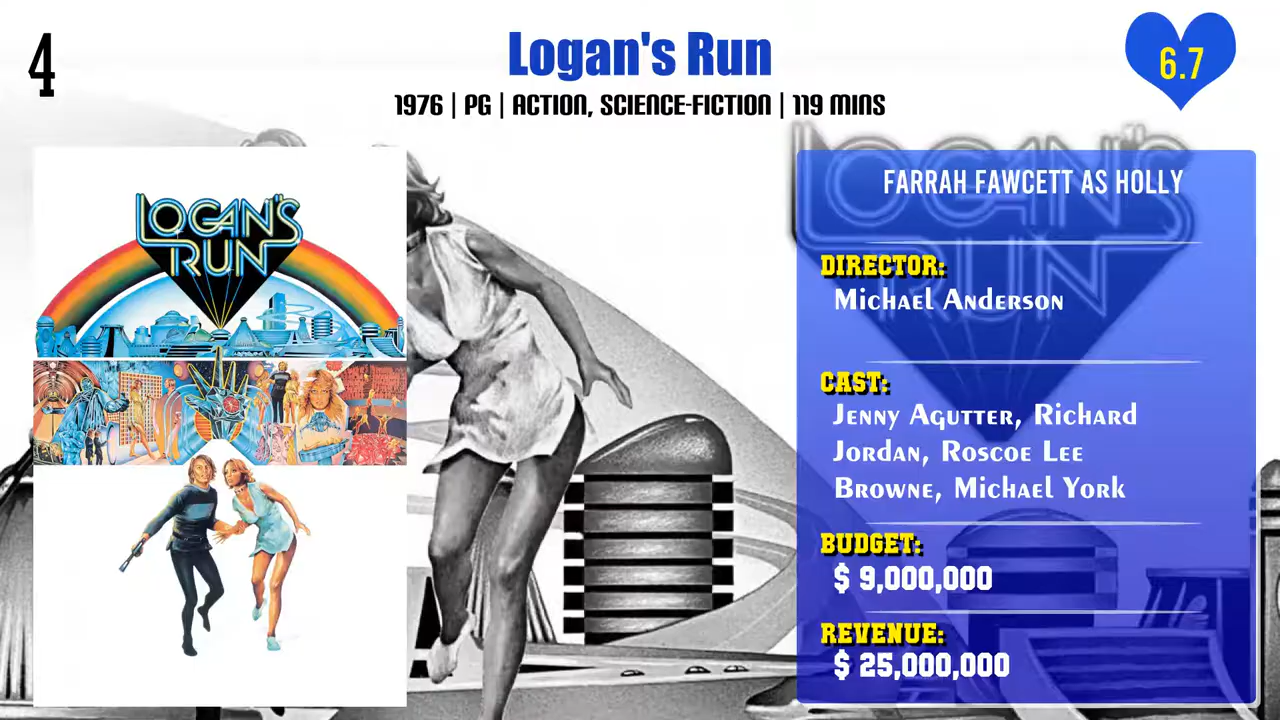 4
Logan's Run
6.7
1976 | PG | ACTION, SCIENCE-FICTION | 119 MINS
LOGAN'S
RUN
LOGAN'S
RUN
FARRAH FAWCETT AS HOLLY
DIRECTOR:
Michael Anderson
CAST:
Jenny Agutter, Richard
Jordan, Roscoe Lee
Browne, Michael York
BUDGET:
$ 9,000,000
REVENUE:
$ 25,000,000